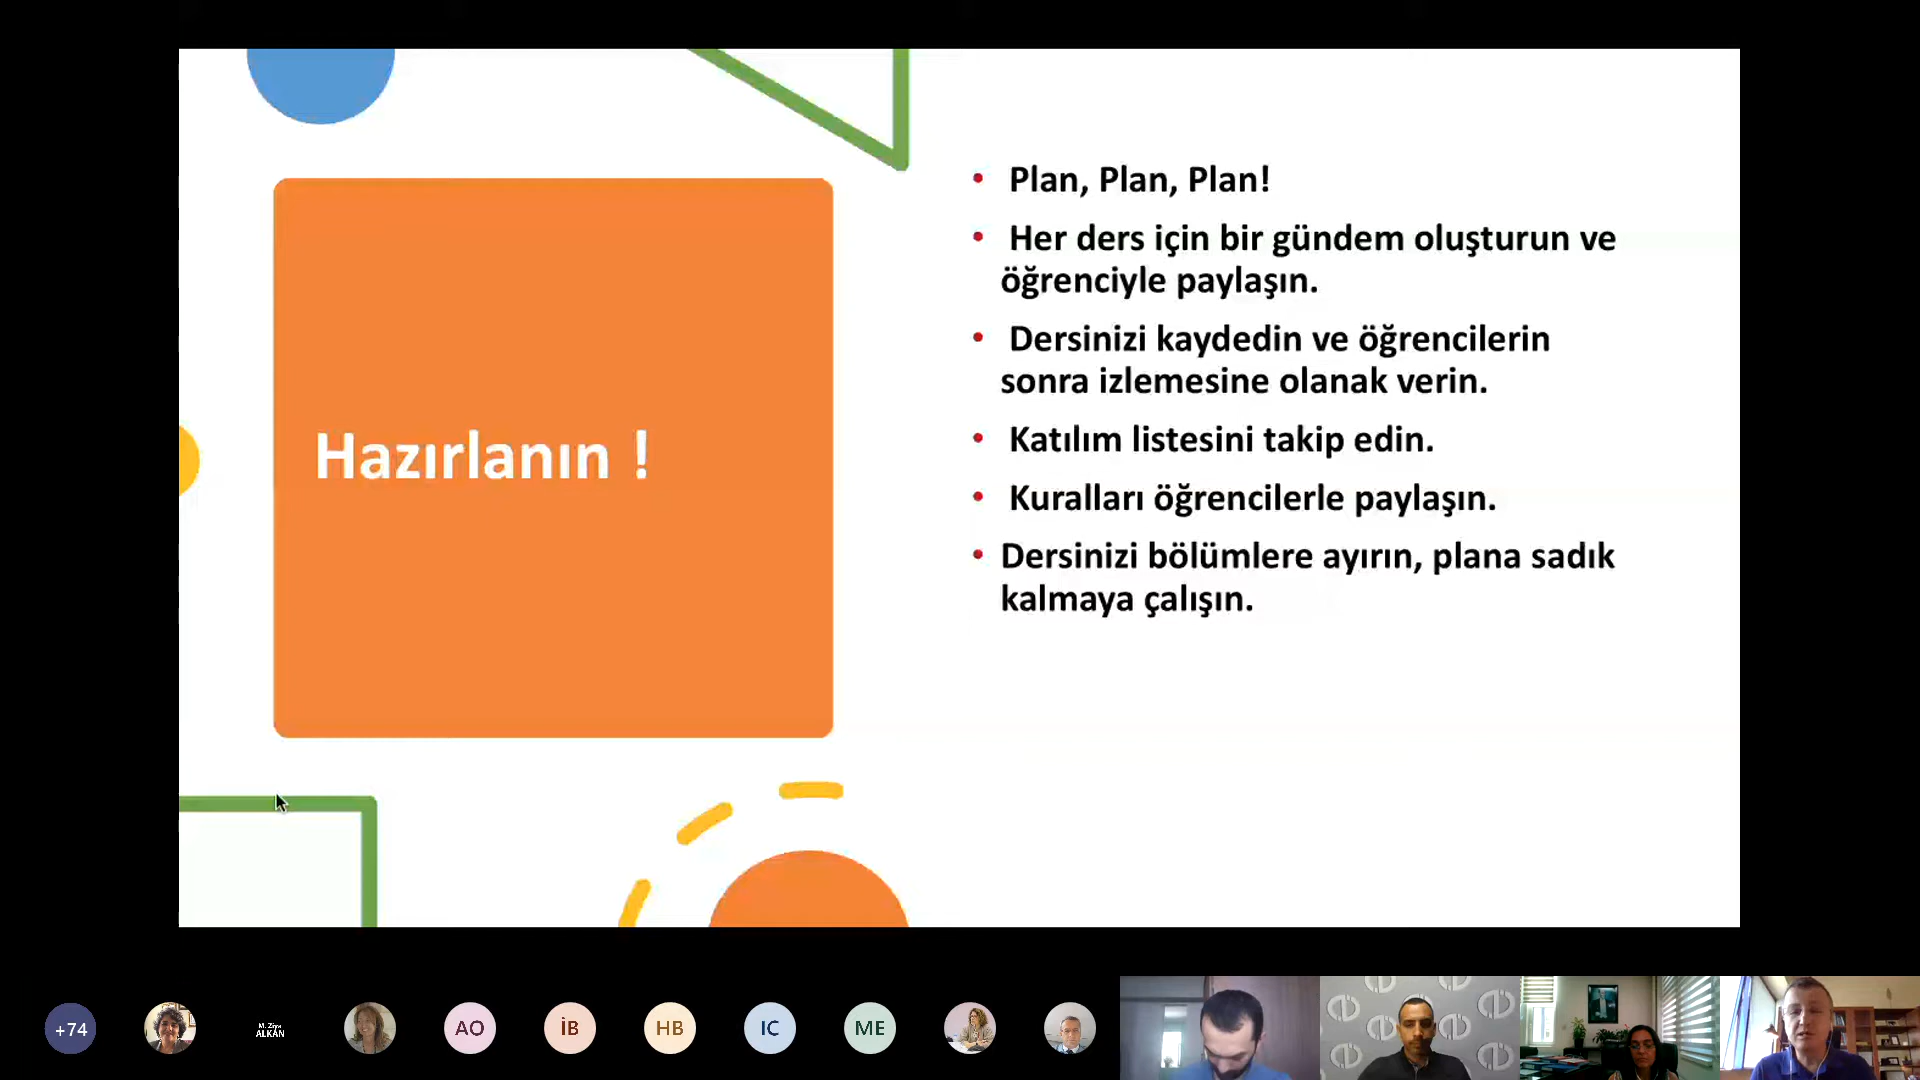 Hazırlanın !
• Plan, Plan, Plan!
• Her ders için bir gündem oluşturun ve
öğrenciyle paylaşın.
• Dersinizi kaydedin ve öğrencilerin
sonra izlemesine olanak verin.
• Katılım listesini takip edin.
• Kuralları öğrencilerle paylaşın.
• Dersinizi bölümlere ayırın, plana sadık
kalmaya çalışın.
+74
M. Ziya
ALKAN
AO
İB
HB
IC
ME